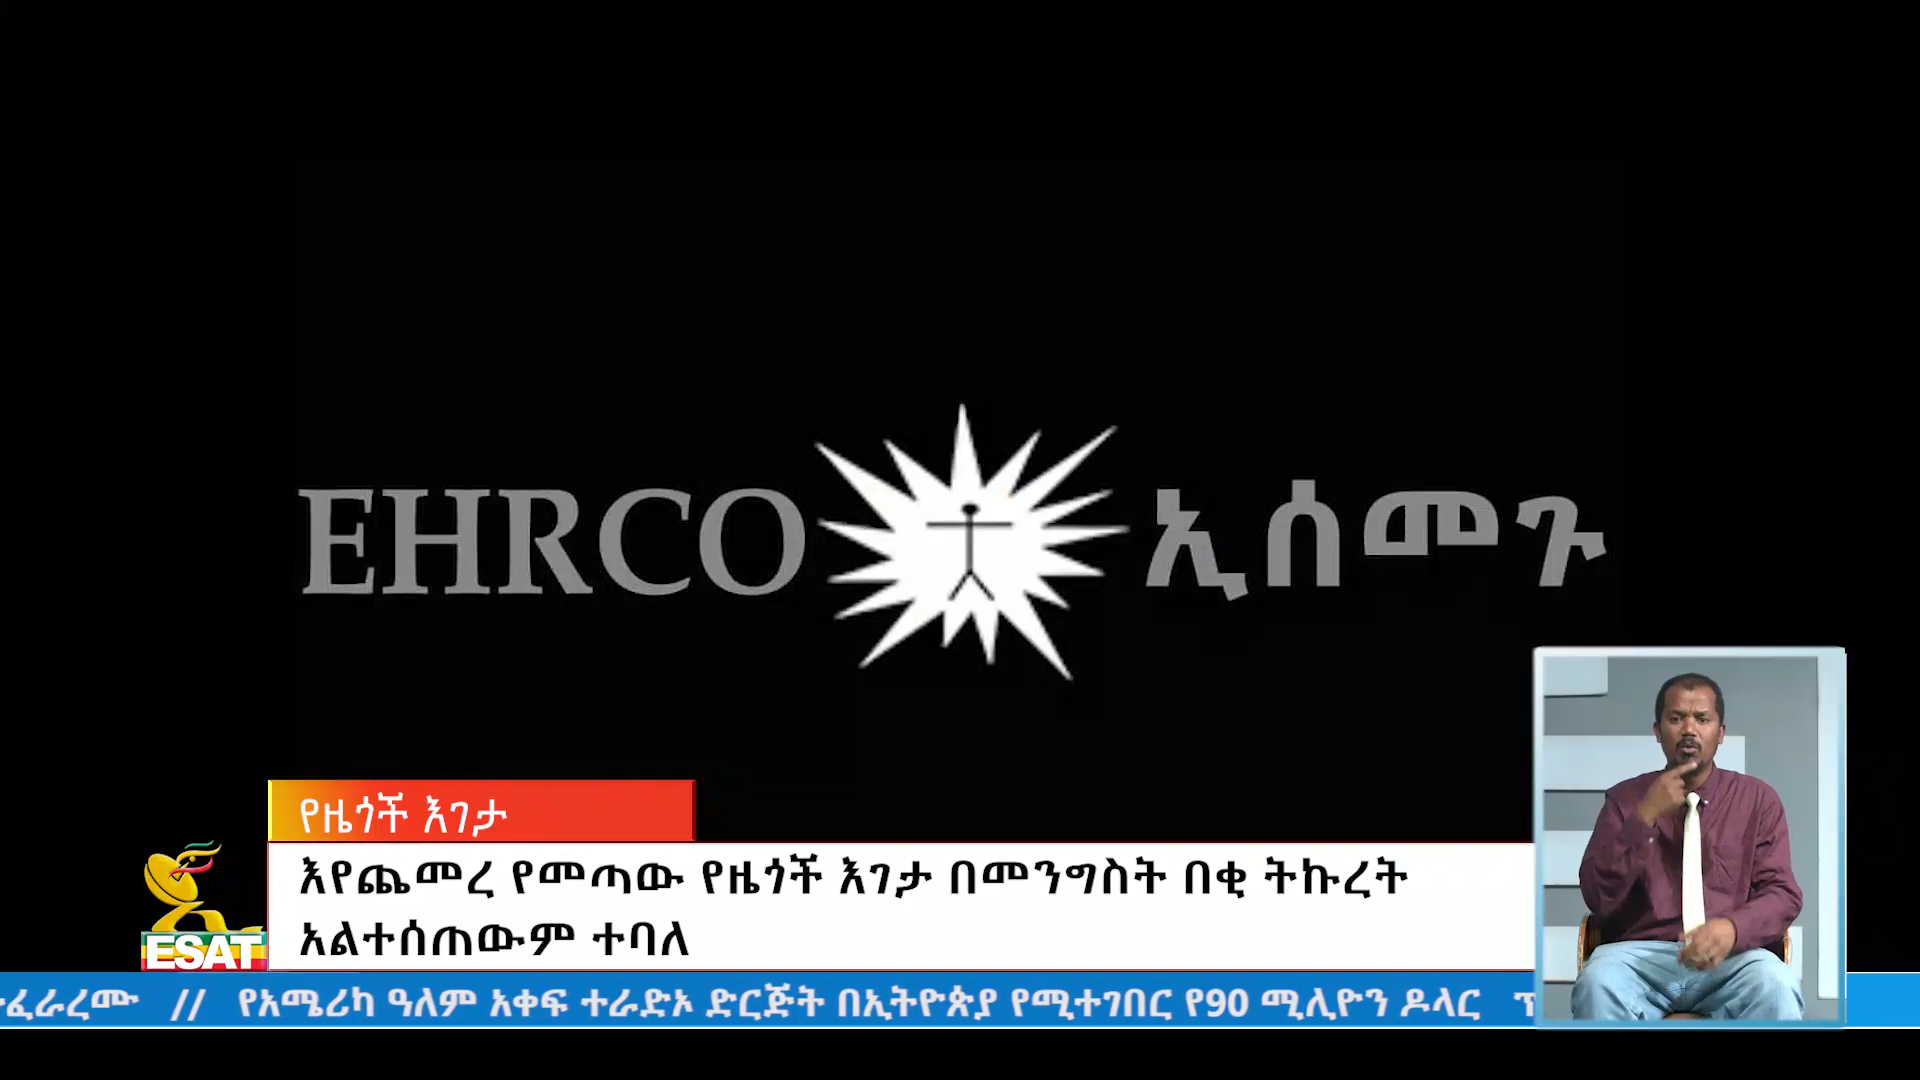 EHRCO ኢሰመጉ
የዜጎች እገታ
እየጨመረ የመጣው የዜጎች እገታ በመንግስት በቂ ትኩረት
አልተሰጠውም ተባለ
ESAT
// የአሜሪካ ዓለም አቀፍ ተራድኦ ድርጅት በኢትዮጵያ የሚተገበር የ90 ሚሊዮን ዶላር